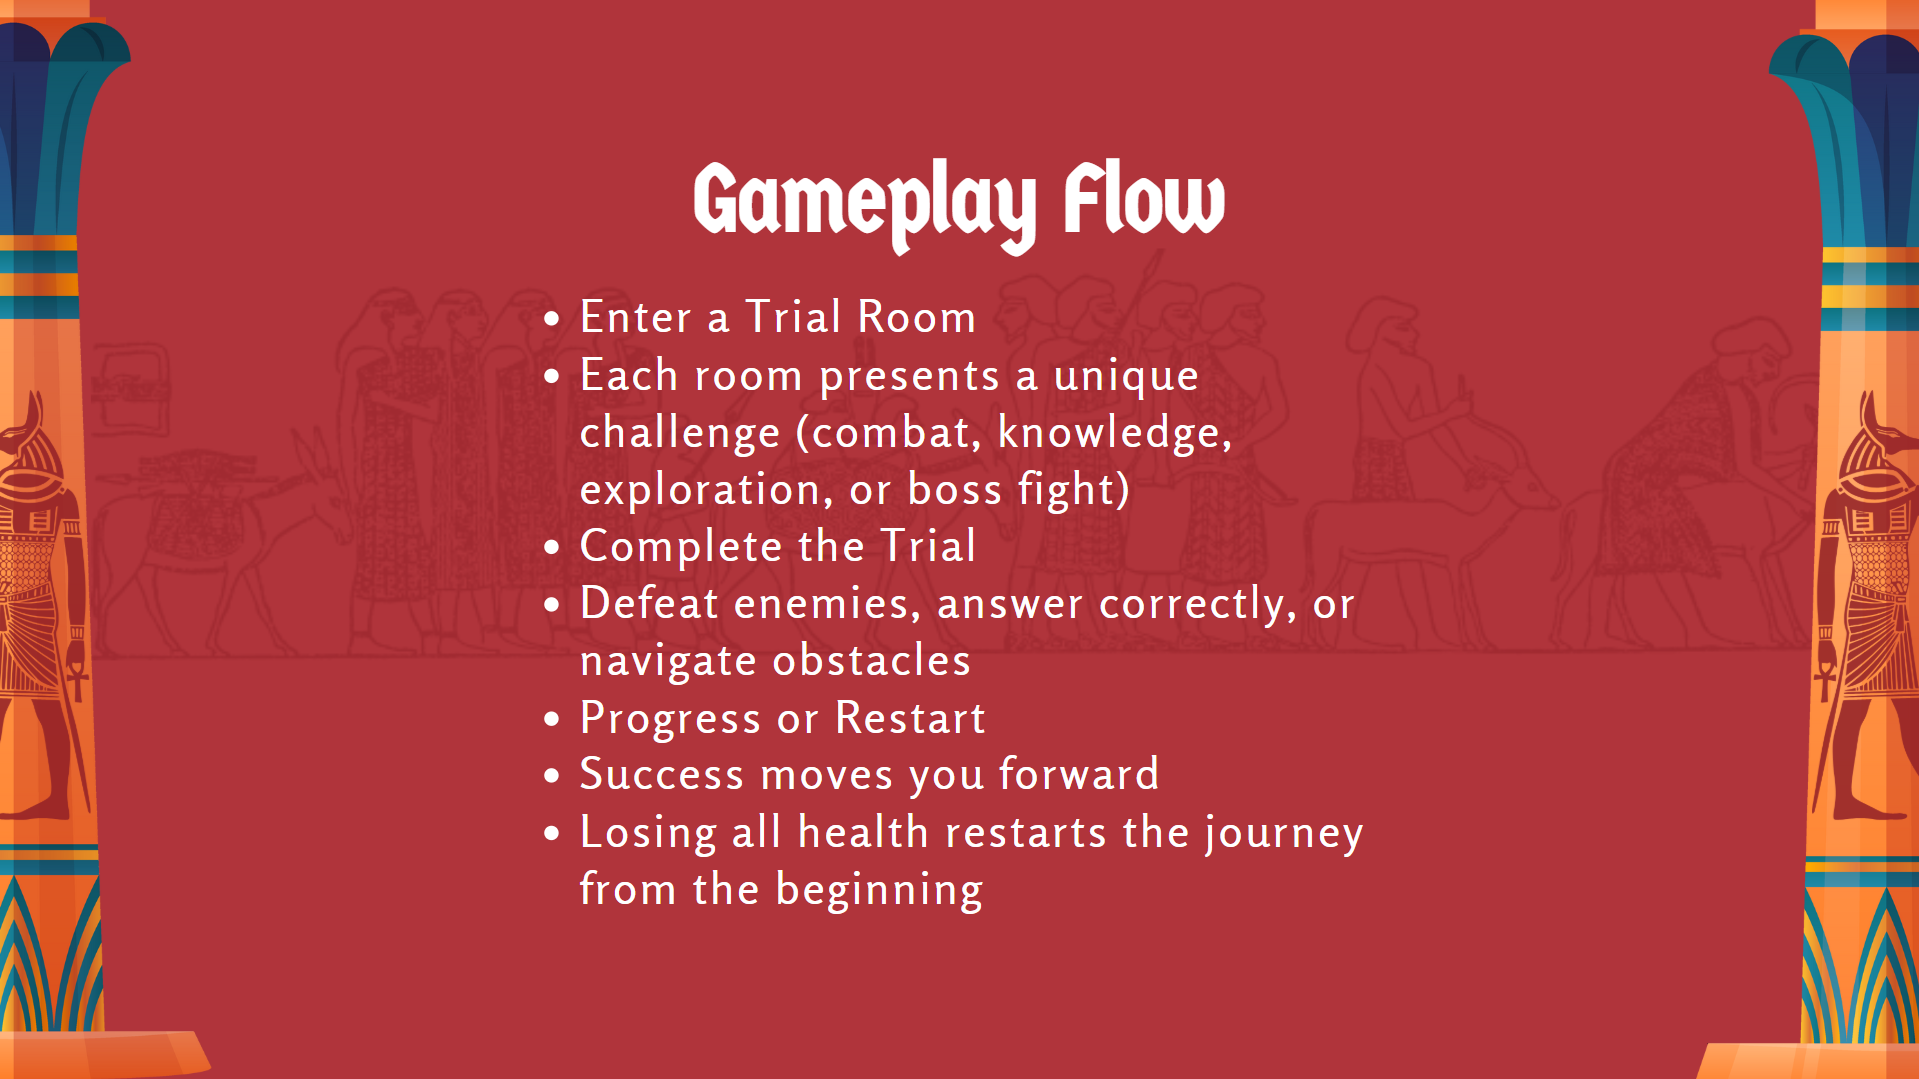 Gameplay Flow
• Enter a Trial Room
• Each room presents a unique
challenge (combat, knowledge,
exploration, or boss fight)
• Complete the Trial
• Defeat enemies, answer correctly, or
navigate obstacles
• Progress or Restart
• Success moves you forward
• Losing all health restarts the journey
from the beginning